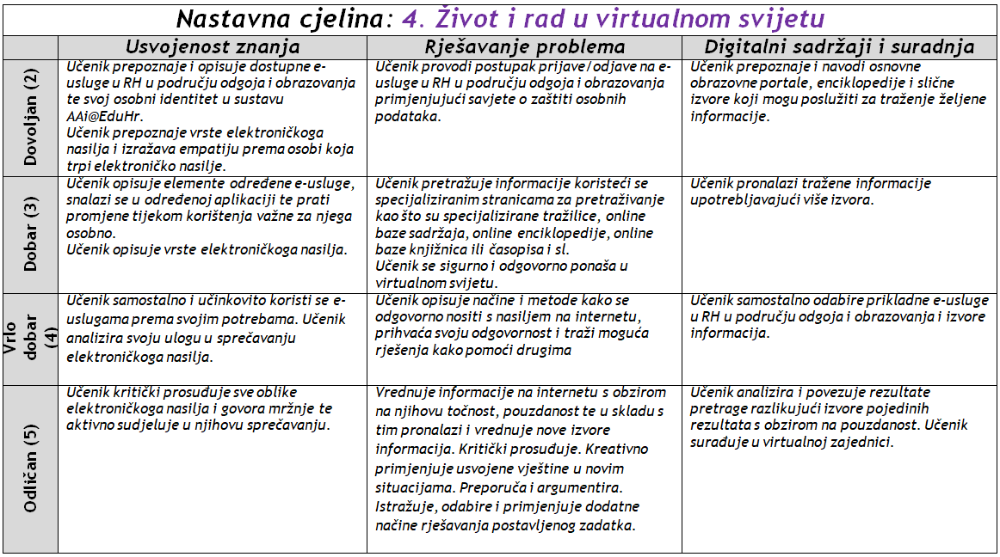 Nastavna cjelina: 4. Život i rad u virtualnom svijetu
Usvojenost znanja
Rješavanje problema
Digitalni sadržaji i suradnja
Dovoljan (2)
Učenik prepoznaje i opisuje dostupne e-
usluge u RH u području odgoja i obrazovanja
te svoj osobni identitet u sustavu
AAi@EduHr.
Učenik prepoznaje vrste elektroničkoga
nasilja i izražava empatiju prema osobi koja
trpi elektroničko nasilje.
Učenik provodi postupak prijave/odjave na e-
usluge u RH u području odgoja i obrazovanja
primjenjujući savjete o zaštiti osobnih
podataka.
Učenik prepoznaje i navodi osnovne
obrazovne portale, enciklopedije i slične
izvore koji mogu poslužiti za traženje željene
informacije.
Dobar (3)
Učenik opisuje elemente određene e-usluge,
snalazi se u određenoj aplikaciji te prati
promjene tijekom korištenja važne za njega
osobno.
Učenik opisuje vrste elektroničkoga nasilja.
Učenik pretražuje informacije koristeći se
specijaliziranim stranicama za pretraživanje
kao što su specijalizirane tražilice, online
baze sadržaja, online enciklopedije, online
baze knjižnica ili časopisa i sl.
Učenik se sigurno i odgovorno ponaša u
virtualnom svijetu.
Učenik pronalazi tražene informacije
upotrebljavajući više izvora.
Vrlo
dobar
(4)
Učenik samostalno i učinkovito koristi se e-
uslugama prema svojim potrebama. Učenik
analizira svoju ulogu u sprečavanju
elektroničkoga nasilja.
Učenik opisuje načine i metode kako se
odgovorno nositi s nasiljem na internetu,
prihvaća svoju odgovornost i traži moguća
rješenja kako pomoći drugima
Učenik samostalno odabire prikladne e-usluge
u RH u području odgoja i obrazovanja i izvore
informacija.
Odličan (5)
Učenik kritički prosuđuje sve oblike
elektroničkoga nasilja i govora mržnje te
aktivno sudjeluje u njihovu sprečavanju.
Vrednuje informacije na internetu s obzirom
na njihovu točnost, pouzdanost te u skladu s
tim pronalazi i vrednuje nove izvore
informacija. Kritički prosuđuje. Kreativno
primjenjuje usvojene vještine u novim
situacijama. Preporuča i argumentira.
Istražuje, odabire i primjenjuje dodatne
načine rješavanja postavljenog zadatka.
Učenik analizira i povezuje rezultate
pretrage razlikujući izvore pojedinih
rezultata s obzirom na pouzdanost. Učenik
surađuje u virtualnoj zajednici.